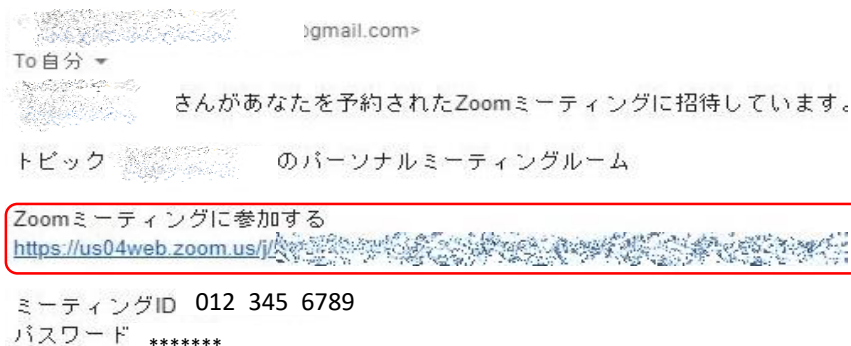 gmail.com>
To 自分
さんがあなたを予約されたZoomミーティングに招待しています。
トピック のパーソナルミーティングルーム
Zoomミーティングに参加する
https://us04web.zoom.us/j/
ミーティングID 012 345 6789
パスワード *******